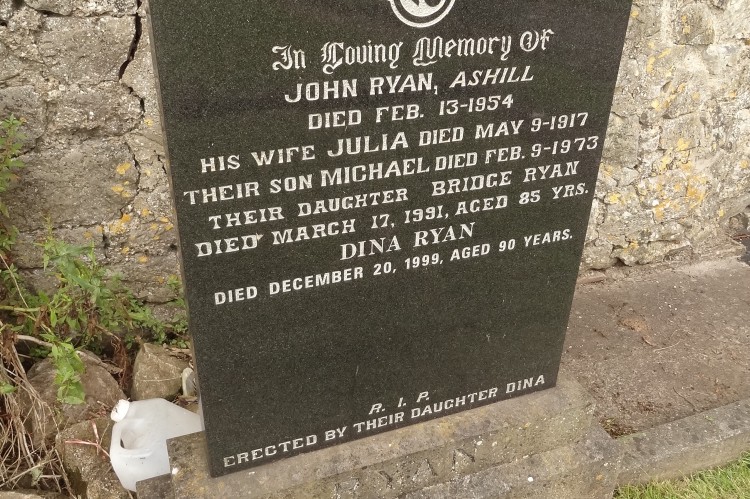 In Loving Memory Of
JOHN RYAN, ASHILL
DIED FEB. 13-1954
HIS WIFE JULIA DIED MAY 9-1917
THEIR SON MICHAEL DIED FEB. 9-1973
THEIR DAUGHTER BRIDGE RYAN
DIED MARCH 17, 1991, AGED 85 YRS.
DINA RYAN
DIED DECEMBER 20, 1999, AGED 90 YEARS.
R. I. P.
ERECTED BY THEIR DAUGHTER DINA
RYAN